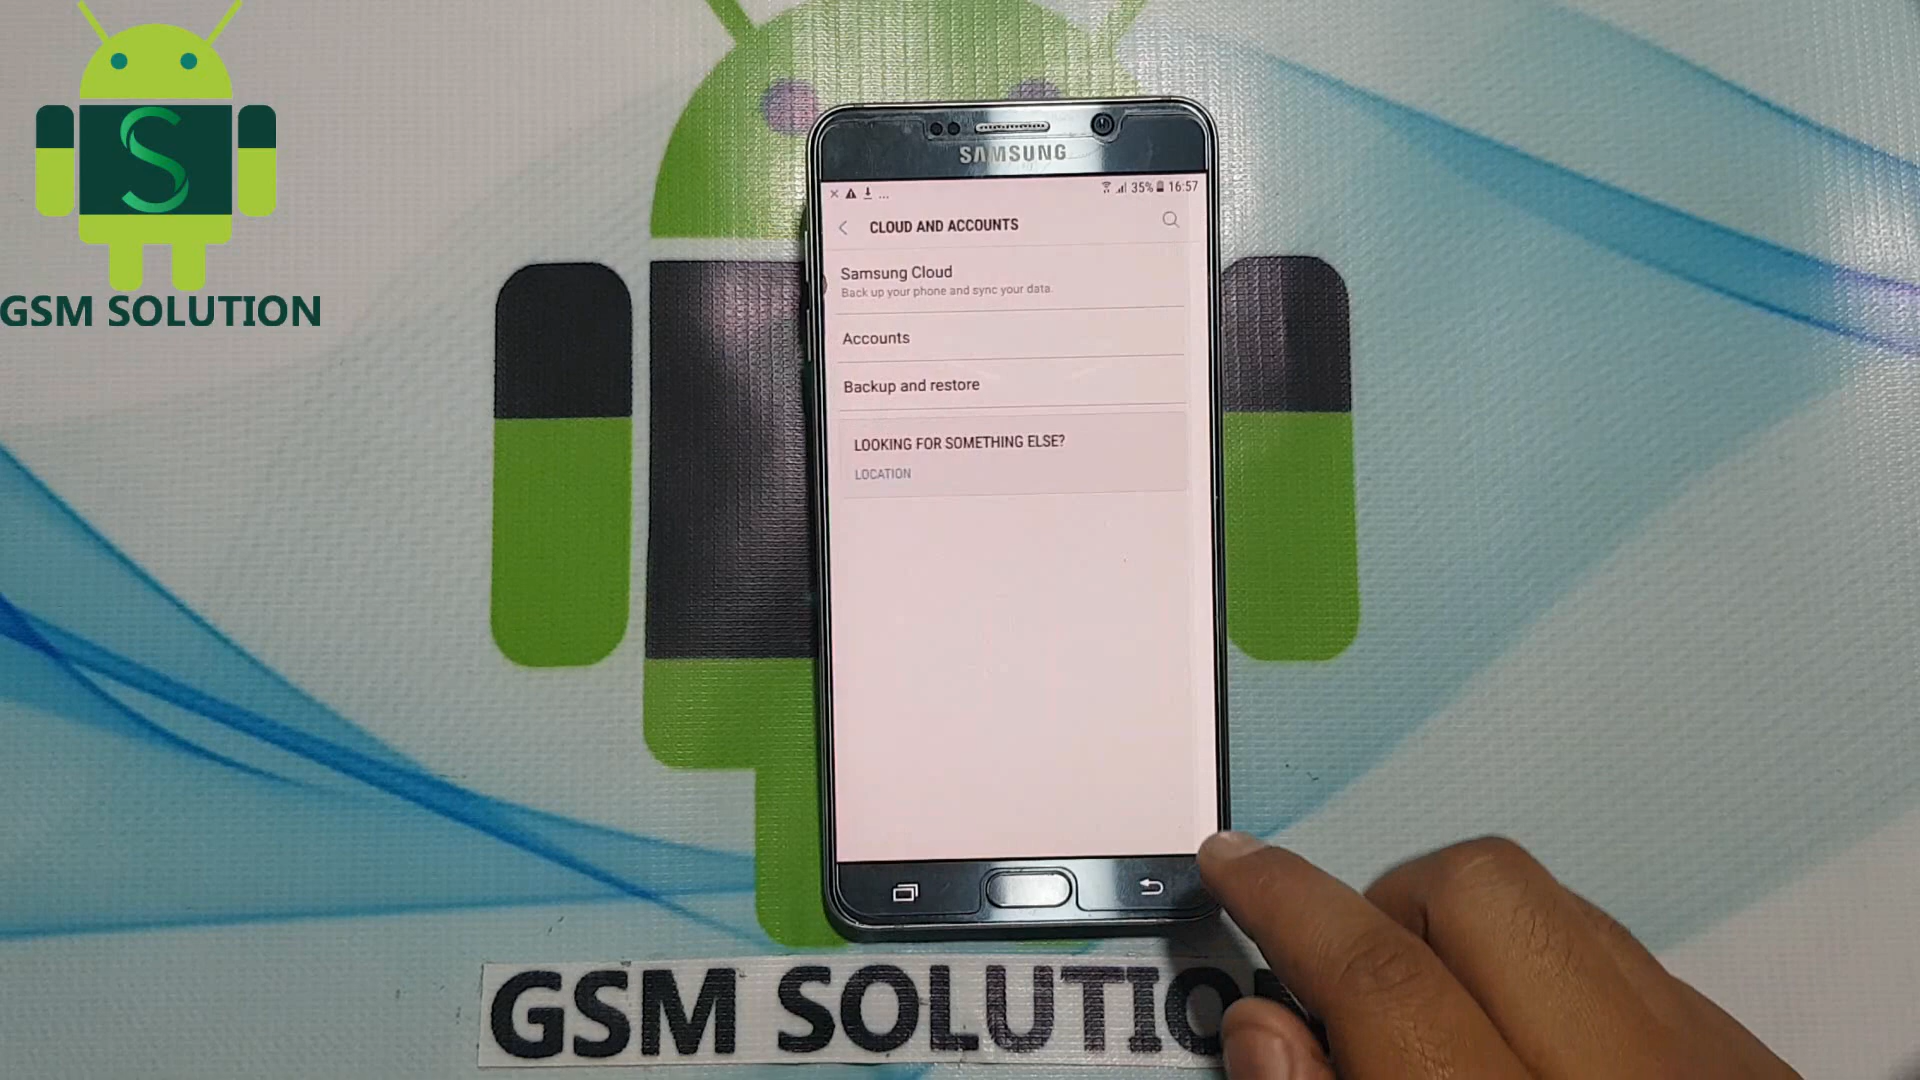 S
GSM SOLUTION
SAMSUNG
... 35% 16:57
CLOUD AND ACCOUNTS
Samsung Cloud
Back up your phone and sync your data.
Accounts
Backup and restore
LOOKING FOR SOMETHING ELSE?
LOCATION
GSM SOLUTIO